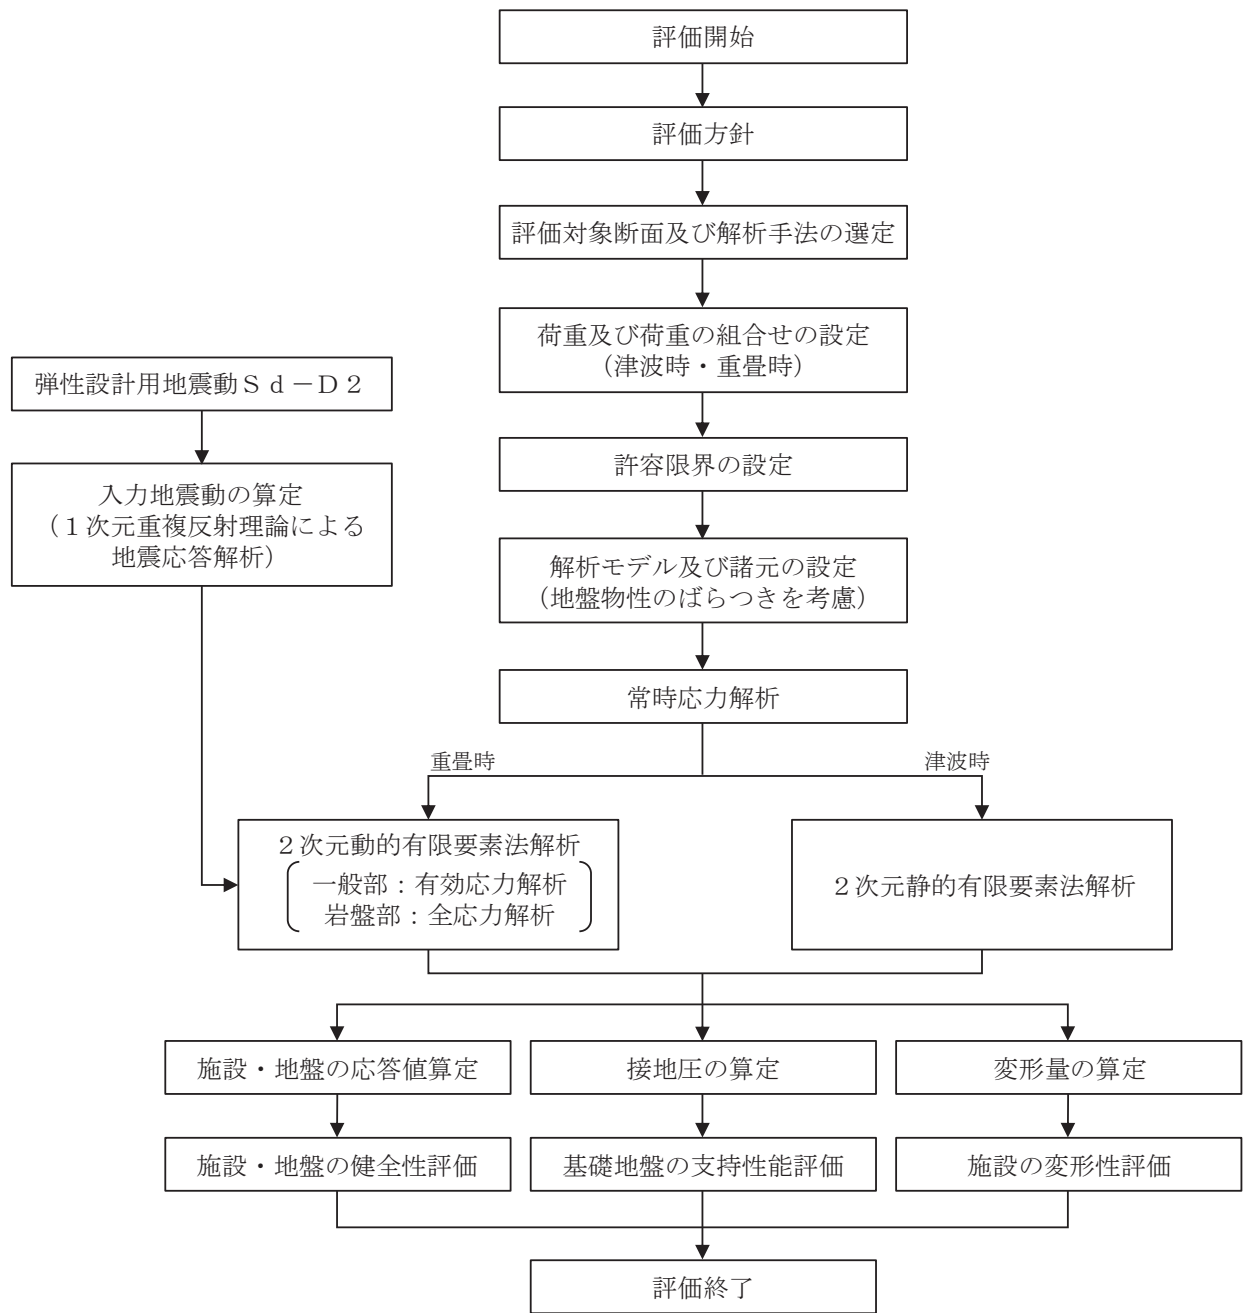 評価開始
評価方針
評価対象断面及び解析手法の選定
荷重及び荷重の組合せの設定
（津波時・重畳時）
弾性設計用地震動Ｓｄ－Ｄ２
許容限界の設定
入力地震動の算定
（１次元重複反射理論による
地震応答解析）
解析モデル及び諸元の設定
（地盤物性のばらつきを考慮）
常時応力解析
重畳時
津波時
２次元動的有限要素法解析
一般部：有効応力解析
岩盤部：全応力解析
２次元静的有限要素法解析
施設・地盤の応答値算定
接地圧の算定
変形量の算定
施設・地盤の健全性評価
基礎地盤の支持性能評価
施設の変形性評価
評価終了